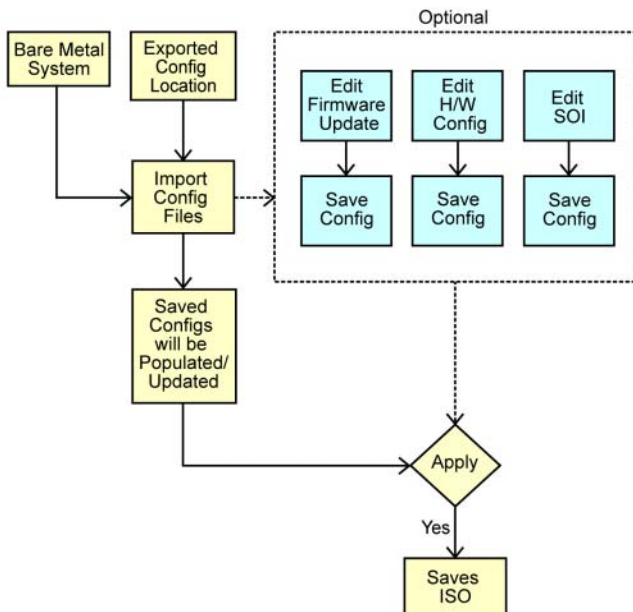 Optional
Bare Metal
System
Exported
Config
Location
Edit
Firmware
Update
Edit
H/W
Config
Edit
SOI
Import
Config
Files
Save
Config
Save
Config
Save
Config
Saved
Configs
will be
Populated/
Updated
Apply
Yes
Saves
ISO